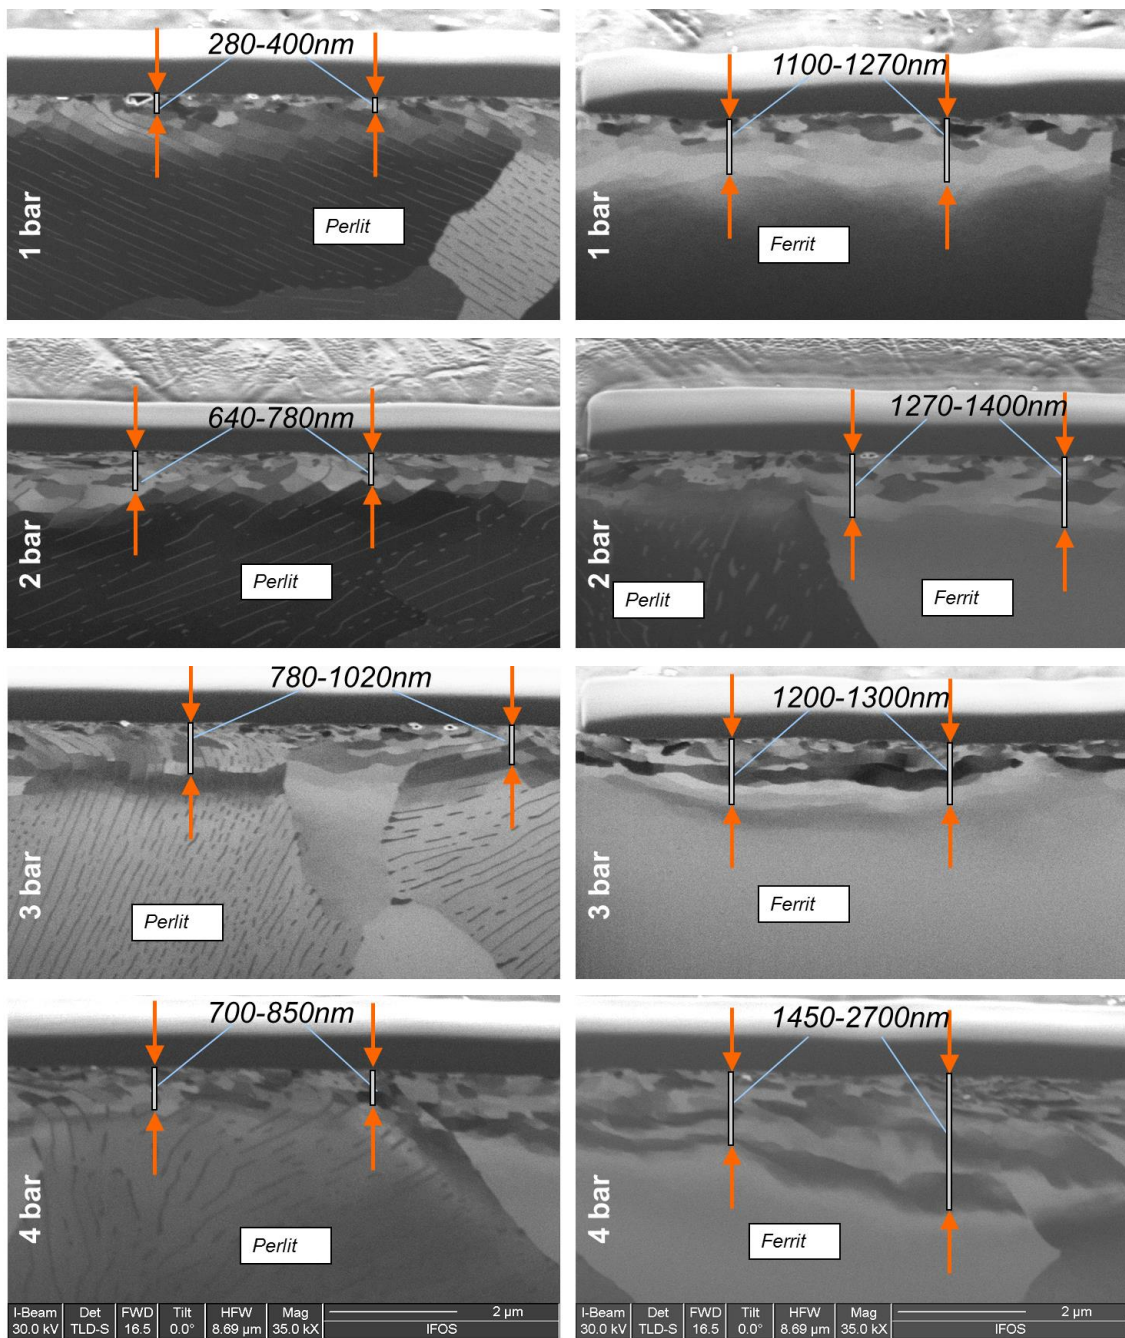 280-400nm
1 bar
Perlit
1100-1270nm
1 bar
Ferrit
640-780nm
2 bar
Perlit
1270-1400nm
2 bar
Perlit
Ferrit
780-1020nm
3 bar
Perlit
1200-1300nm
3 bar
Ferrit
700-850nm
4 bar
Perlit
1450-2700nm
4 bar
Ferrit
I-Beam Det FWD Tilt HFW Mag 2 µm
30.0 kV TLD-S 16.5 0.0° 8.69 µm 35.0 kX IFOS
I-Beam Det FWD Tilt HFW Mag 2 µm
30.0 kV TLD-S 16.5 0.0° 8.69 µm 35.0 kX IFOS